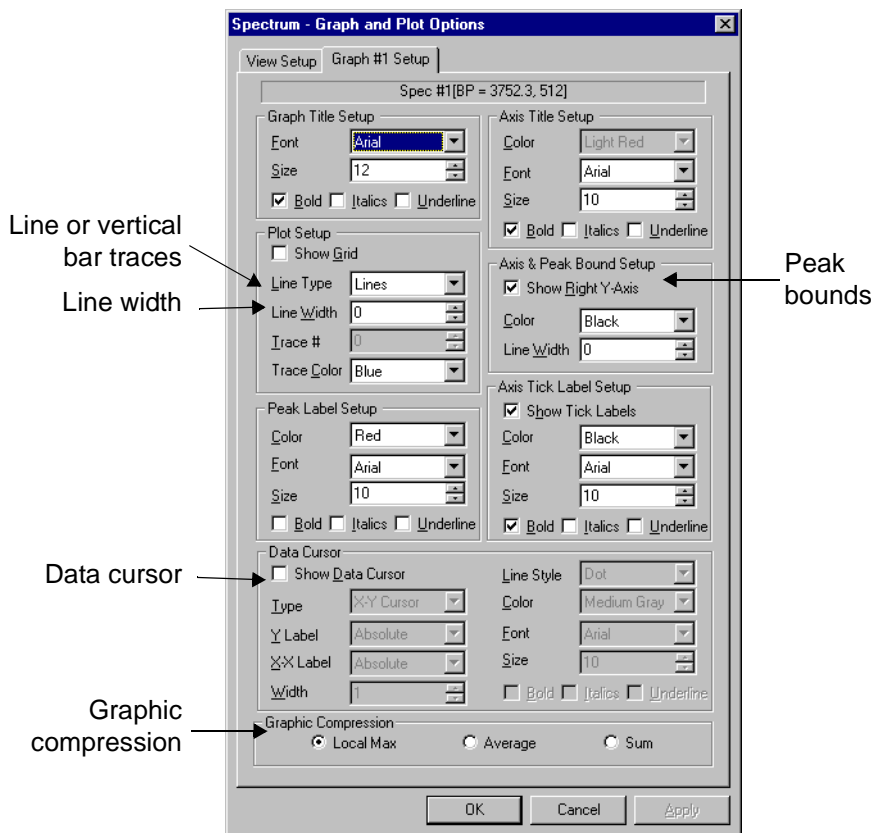 Spectrum - Graph and Plot Options
View Setup
Graph #1 Setup
Spec #1[BP = 3752.3, 512]
Graph Title Setup
Font
Arial
Size
12
Bold
Italics
Underline
Axis Title Setup
Color
Light Red
Font
Arial
Size
10
Bold
Italics
Underline
Line or vertical
bar traces
Line width
Plot Setup
Show Grid
Line Type
Lines
Line Width
0
Trace #
0
Trace Color
Blue
Axis & Peak Bound Setup
Show Right Y-Axis
Color
Black
Line Width
0
Peak
bounds
Peak Label Setup
Color
Red
Font
Arial
Size
10
Bold
Italics
Underline
Axis Tick Label Setup
Show Tick Labels
Color
Black
Font
Arial
Size
10
Bold
Italics
Underline
Data cursor
Data Cursor
Show Data Cursor
Type
X-Y Cursor
Y Label
Absolute
X-X Label
Absolute
Width
1
Line Style
Dot
Color
Medium Gray
Font
Arial
Size
10
Bold
Italics
Underline
Graphic
compression
Graphic Compression
Local Max
Average
Sum
OK
Cancel
Apply